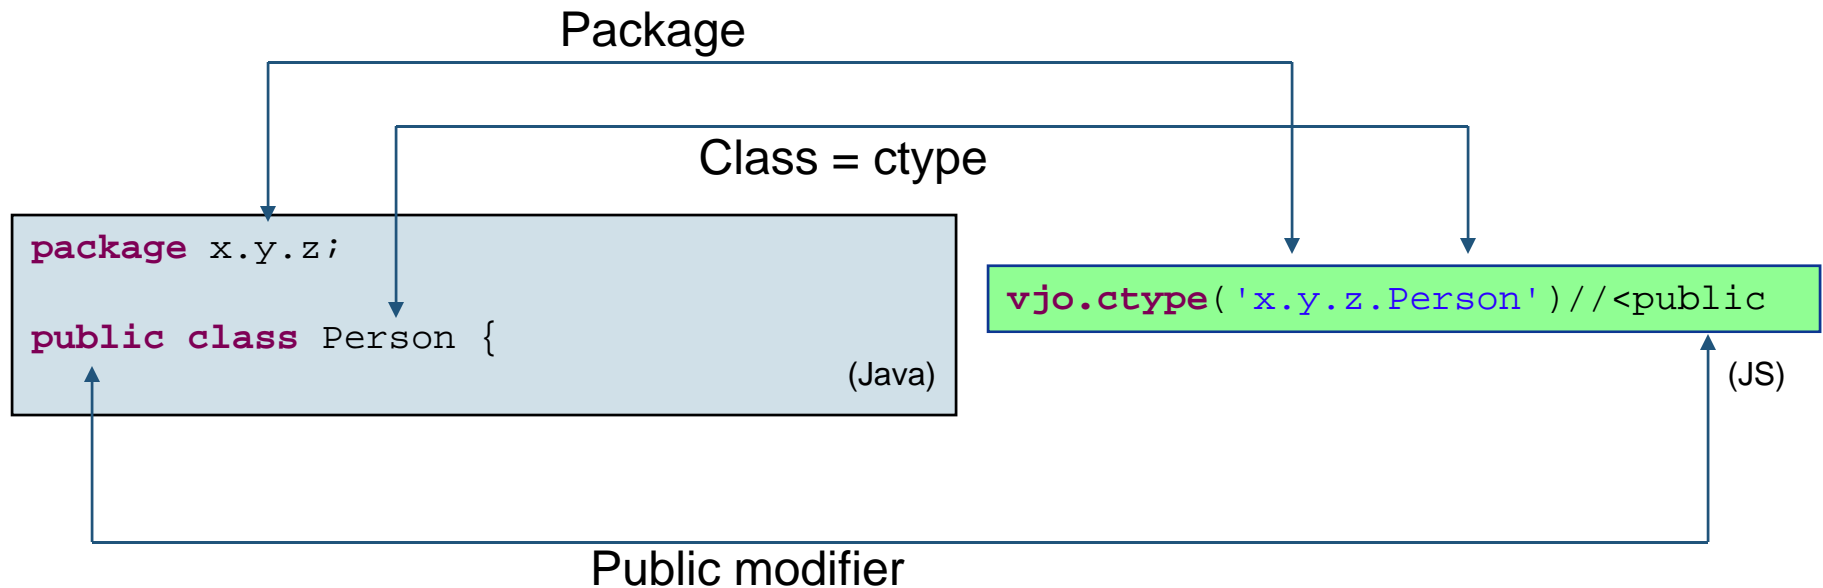 Package
Class = ctype
package x.y.z;
public class Person {
(Java)
vjo.ctype('x.y.z.Person')//<public
(JS)
Public modifier